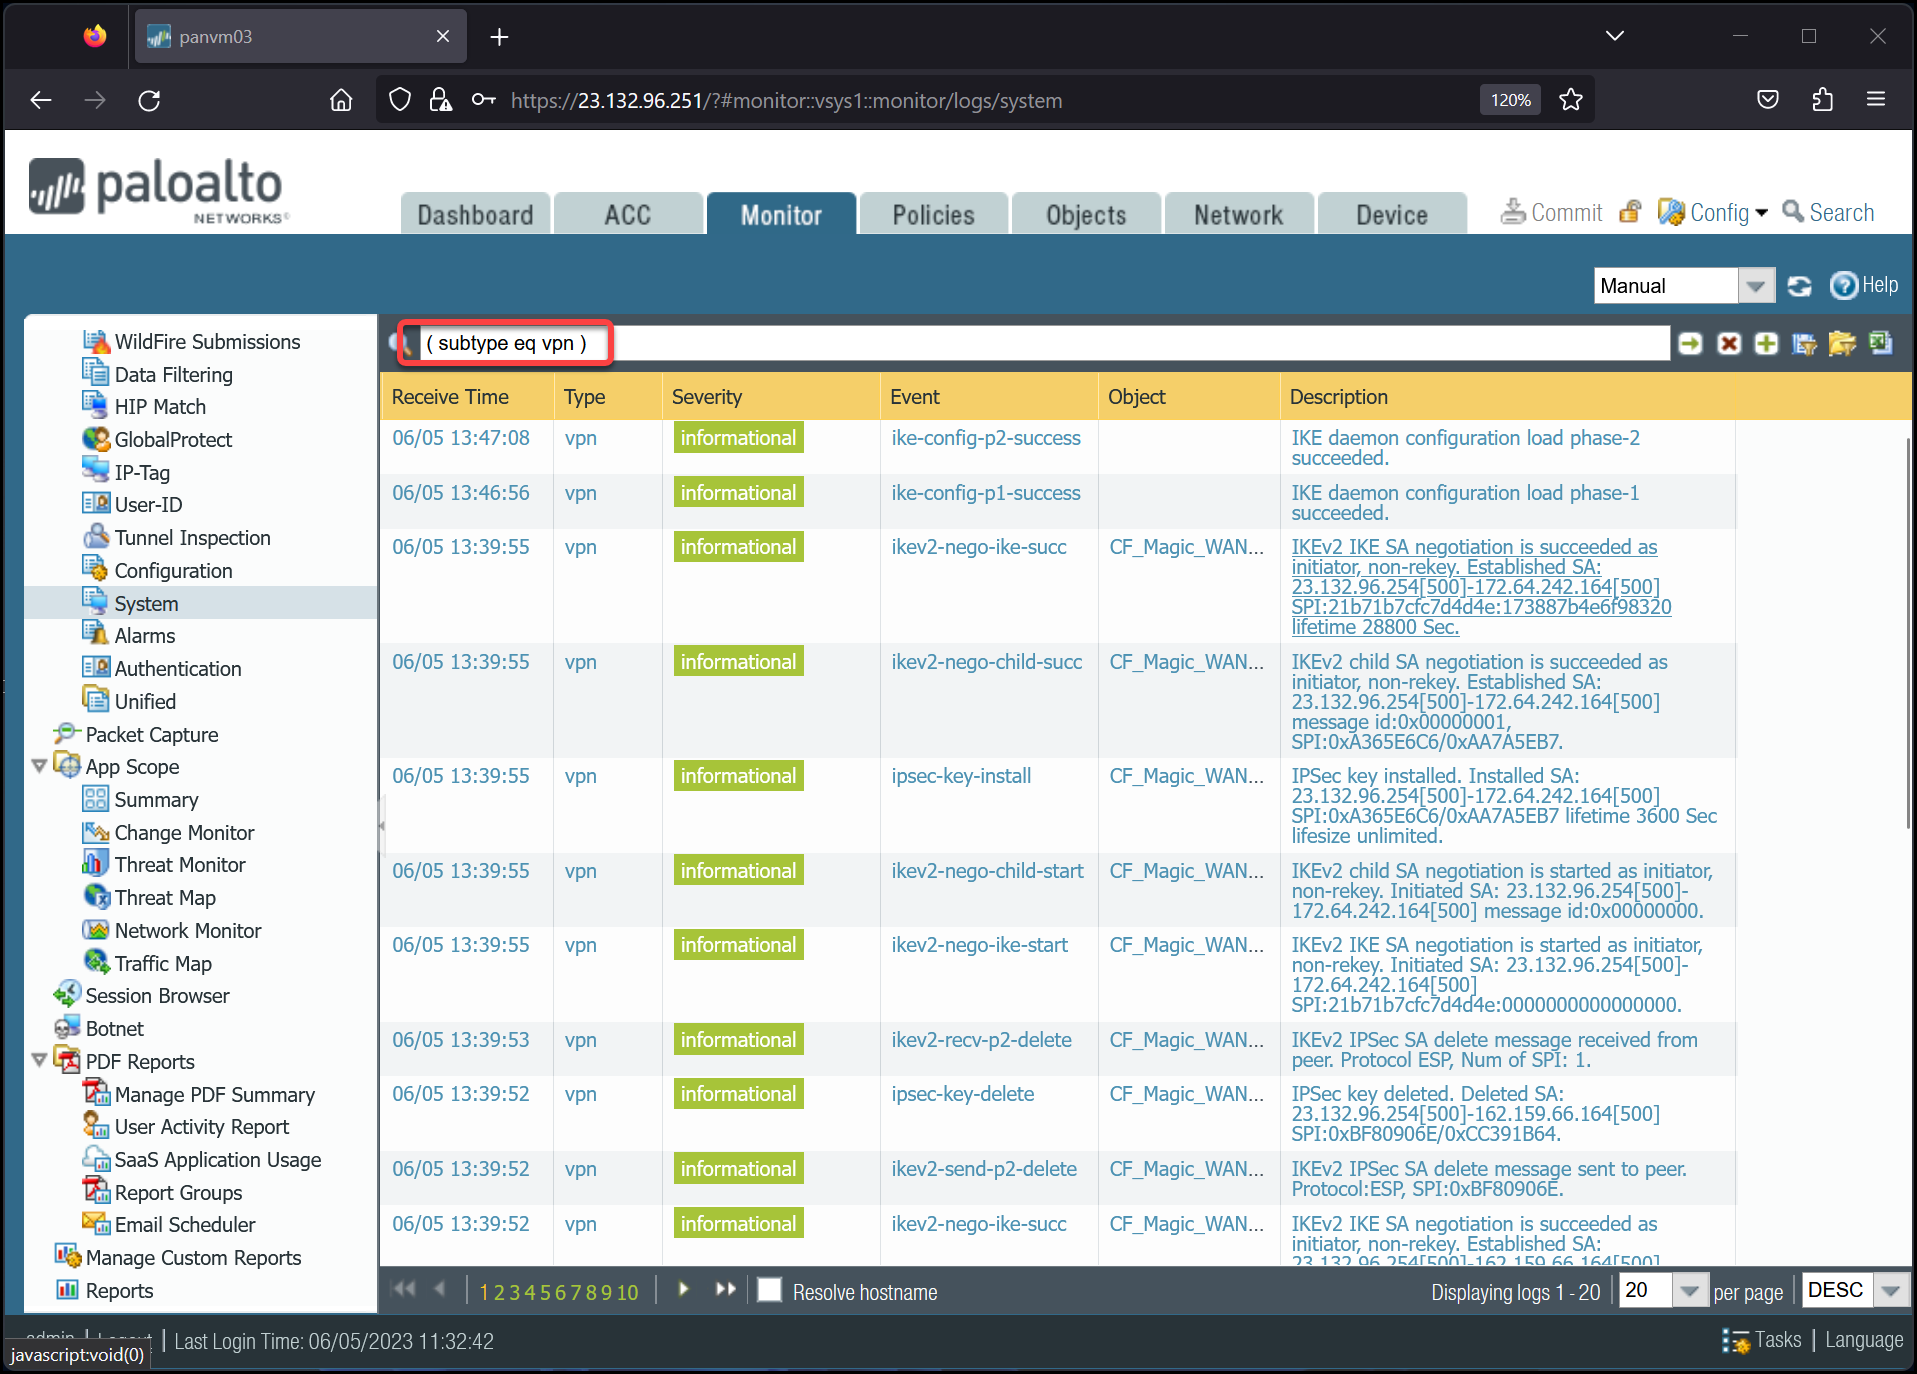 panvm03
https://23.132.96.251/?#monitor::vsys1::monitor/logs/system
120%
paloalto
NETWORKS®
Dashboard
ACC
Monitor
Policies
Objects
Network
Device
Commit
Config
Search
Manual
Help
WildFire Submissions
Data Filtering
HIP Match
GlobalProtect
IP-Tag
User-ID
Tunnel Inspection
Configuration
System
Alarms
Authentication
Unified
Packet Capture
App Scope
Summary
Change Monitor
Threat Monitor
Threat Map
Network Monitor
Traffic Map
Session Browser
Botnet
PDF Reports
Manage PDF Summary
User Activity Report
SaaS Application Usage
Report Groups
Email Scheduler
Manage Custom Reports
Reports
( subtype eq vpn )
Receive Time Type Severity Event Object Description
06/05 13:47:08 vpn informational ike-config-p2-success IKE daemon configuration load phase-2
succeeded.
06/05 13:46:56 vpn informational ike-config-p1-success IKE daemon configuration load phase-1
succeeded.
06/05 13:39:55 vpn informational ikev2-nego-ike-succ CF_Magic_WAN... IKEv2 IKE SA negotiation is succeeded as
initiator, non-rekey. Established SA:
23.132.96.254[500]-172.64.242.164[500]
SPI:21b71b7cfc7d4d4e:173887b4e6f98320
lifetime 28800 Sec.
06/05 13:39:55 vpn informational ikev2-nego-child-succ CF_Magic_WAN... IKEv2 child SA negotiation is succeeded as
initiator, non-rekey. Established SA:
23.132.96.254[500]-172.64.242.164[500]
message id:0x00000001,
SPI:0xA365E6C6/0xAA7A5EB7.
06/05 13:39:55 vpn informational ipsec-key-install CF_Magic_WAN... IPSec key installed. Installed SA:
23.132.96.254[500]-172.64.242.164[500]
SPI:0xA365E6C6/0xAA7A5EB7 lifetime 3600 Sec
lifesize unlimited.
06/05 13:39:55 vpn informational ikev2-nego-child-start CF_Magic_WAN... IKEv2 child SA negotiation is started as initiator,
non-rekey. Initiated SA: 23.132.96.254[500]-
172.64.242.164[500] message id:0x00000000.
06/05 13:39:55 vpn informational ikev2-nego-ike-start CF_Magic_WAN... IKEv2 IKE SA negotiation is started as initiator,
non-rekey. Initiated SA: 23.132.96.254[500]-
172.64.242.164[500]
SPI:21b71b7cfc7d4d4e:0000000000000000.
06/05 13:39:53 vpn informational ikev2-recv-p2-delete CF_Magic_WAN... IKEv2 IPSec SA delete message received from
peer. Protocol ESP, Num of SPI: 1.
06/05 13:39:52 vpn informational ipsec-key-delete CF_Magic_WAN... IPSec key deleted. Deleted SA:
23.132.96.254[500]-162.159.66.164[500]
SPI:0xBF80906E/0xCC391B64.
06/05 13:39:52 vpn informational ikev2-send-p2-delete CF_Magic_WAN... IKEv2 IPSec SA delete message sent to peer.
Protocol:ESP, SPI:0xBF80906E.
06/05 13:39:52 vpn informational ikev2-nego-ike-succ CF_Magic_WAN... IKEv2 IKE SA negotiation is succeeded as
initiator, non-rekey. Established SA:
23.132.96.254[500]-162.159.66.164[500]
1 2 3 4 5 6 7 8 9 10 Resolve hostname Displaying logs 1 - 20 20 per page DESC
admin | Logout | Last Login Time: 06/05/2023 11:32:42 Tasks | Language
javascript:void(0)